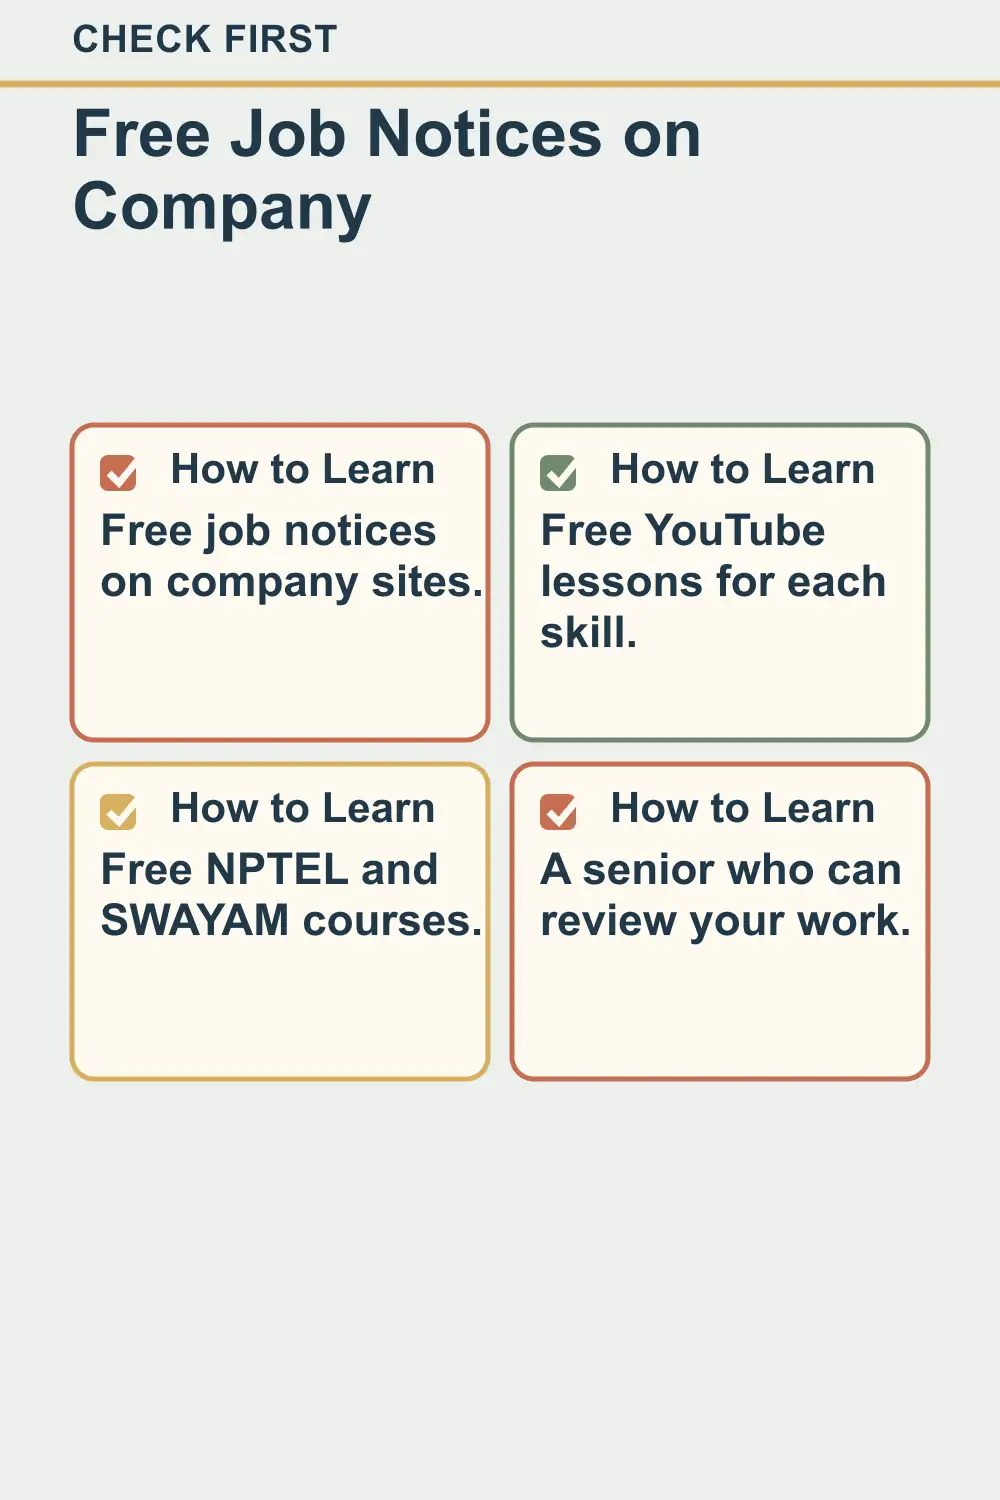 CHECK FIRST
Free Job Notices on
Company
How to Learn
Free job notices
on company sites.
How to Learn
Free YouTube
lessons for each
skill.
How to Learn
Free NPTEL and
SWAYAM courses.
How to Learn
A senior who can
review your work.